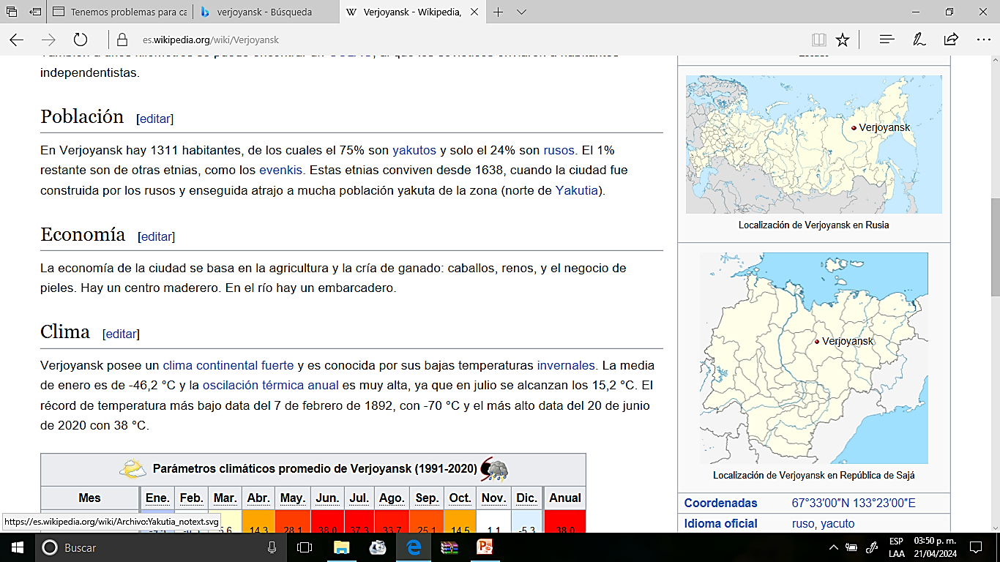 Tenemos problemas para ca
verjoyansk - Búsqueda
Verjoyansk - Wikipedia,
es.wikipedia.org/wiki/Verjoyansk
independentistas.
Población [editar]
En Verjoyansk hay 1311 habitantes, de los cuales el 75% son yakutos y solo el 24% son rusos. El 1%
restante son de otras etnias, como los evenkis. Estas etnias conviven desde 1638, cuando la ciudad fue
construida por los rusos y enseguida atrajo a mucha población yakuta de la zona (norte de Yakutia).
Economía [editar]
La economía de la ciudad se basa en la agricultura y la cría de ganado: caballos, renos, y el negocio de
pieles. Hay un centro maderero. En el río hay un embarcadero.
Clima [editar]
Verjoyansk posee un clima continental fuerte y es conocida por sus bajas temperaturas invernales. La media
de enero es de -46,2 °C y la oscilación térmica anual es muy alta, ya que en julio se alcanzan los 15,2 °C. El
récord de temperatura más bajo data del 7 de febrero de 1892, con -70 °C y el más alto data del 20 de junio
de 2020 con 38 °C.
Parámetros climáticos promedio de Verjoyansk (1991-2020)
Mes Ene. Feb. Mar. Abr. May. Jun. Jul. Ago. Sep. Oct. Nov. Dic. Anual
14.3 28.1 38.0 37.3 33.7 25.1 14.5 1.1 -5.3 38.0
https://es.wikipedia.org/wiki/Archivo:Yakutia_notext.svg
Verjoyansk
Localización de Verjoyansk en Rusia
Verjoyansk
Localización de Verjoyansk en República de Sajá
Coordenadas 67°33′00″N 133°23′00″E
Idioma oficial ruso, yacuto
Buscar
ESP
LAA
03:50 p. m.
21/04/2024